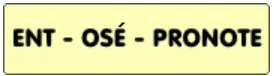 ENT - OSÉ - PRONOTE